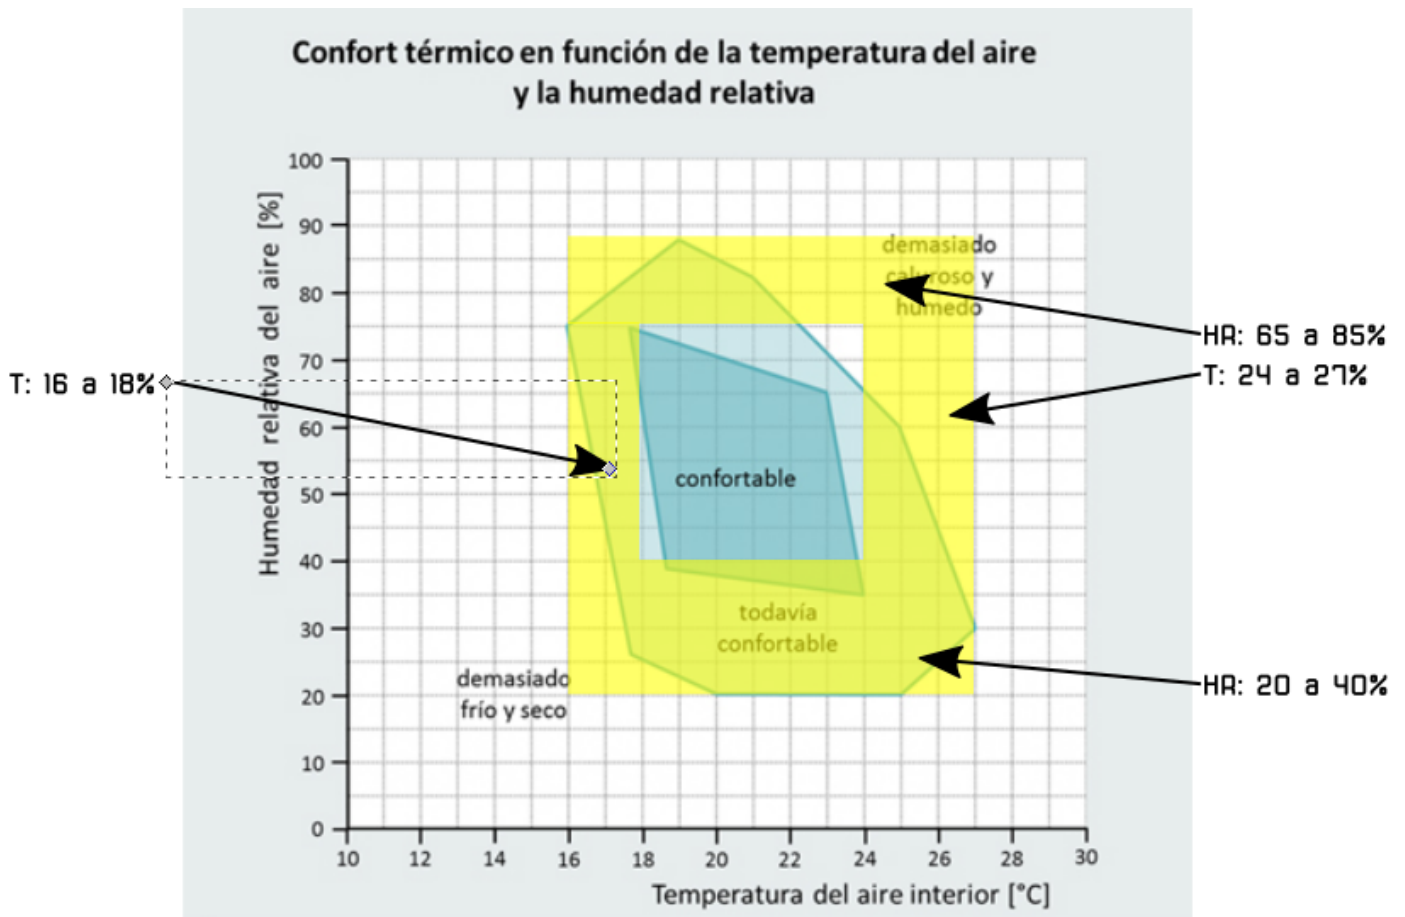 Confort térmico en función de la temperatura del aire
y la humedad relativa
Humedad relativa del aire [%]
100
90
80
70
60
50
40
30
20
10
0
demasiado
caluroso y
humedo
HR: 65 a 85%
T: 24 a 27%
T: 16 a 18%
confortable
todavía
confortable
HR: 20 a 40%
demasiado
frío y seco
10 12 14 16 18 20 22 24 26 28 30
Temperatura del aire interior [°C]